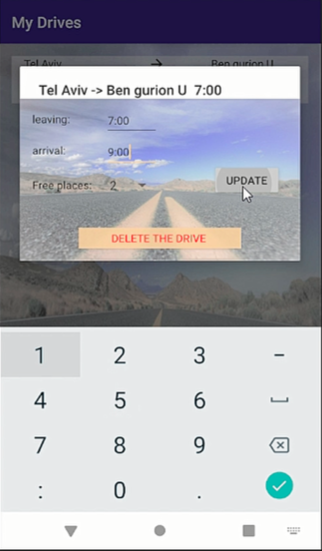 My Drives
Tel Aviv → Ben gurion U
Tel Aviv -> Ben gurion U 7:00
leaving: 7:00
arrival: 9:00
Free places: 2
UPDATE
DELETE THE DRIVE
1 2 3 –
4 5 6
7 8 9
: 0 .